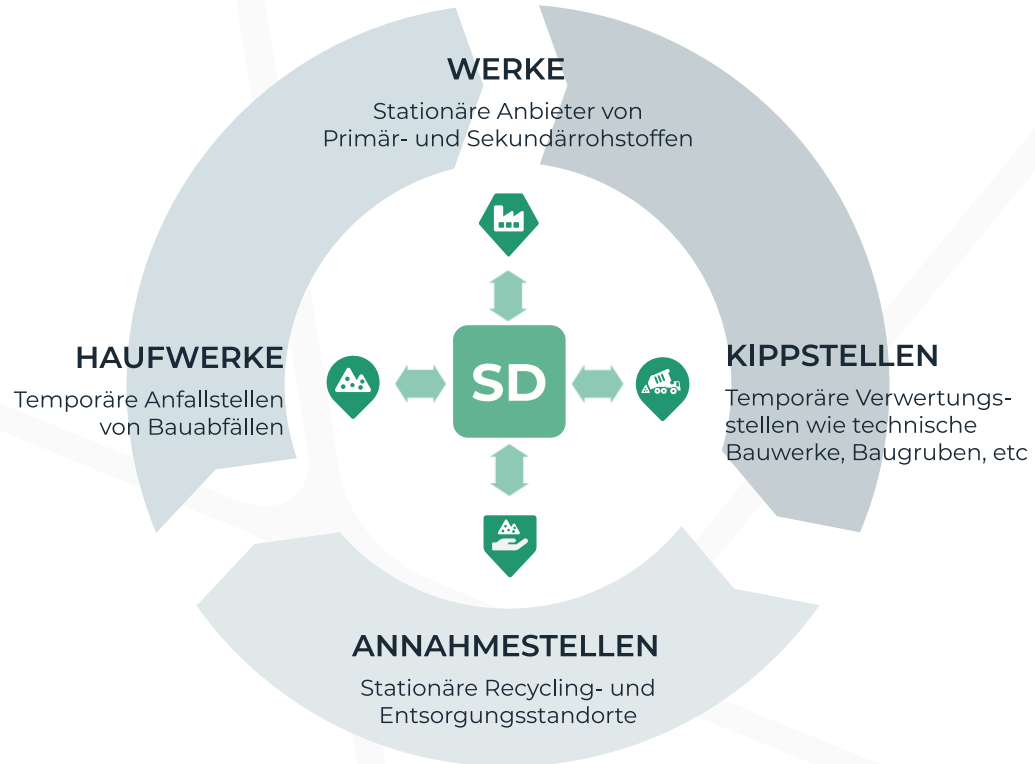 WERKE
Stationäre Anbieter von
Primär- und Sekundärrohstoffen
HAUFWERKE
Temporäre Anfallstellen
von Bauabfällen
SD
KIPPSTELLEN
Temporäre Verwertungs-
stellen wie technische
Bauwerke, Baugruben, etc
ANNAHMESTELLEN
Stationäre Recycling- und
Entsorgungsstandorte